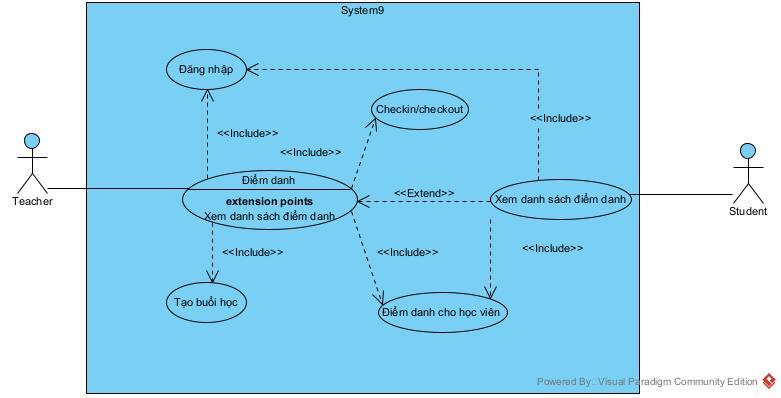 System9
Đăng nhập
Checkin/checkout
<<Include>>
<<Include>>
<<Include>>
Điểm danh
extension points
Xem danh sách điểm danh
<<Extend>>
Xem danh sách điểm danh
Teacher
Student
<<Include>>
<<Include>>
<<Include>>
Tạo buổi học
Điểm danh cho học viên
Powered By: Visual Paradigm Community Edition